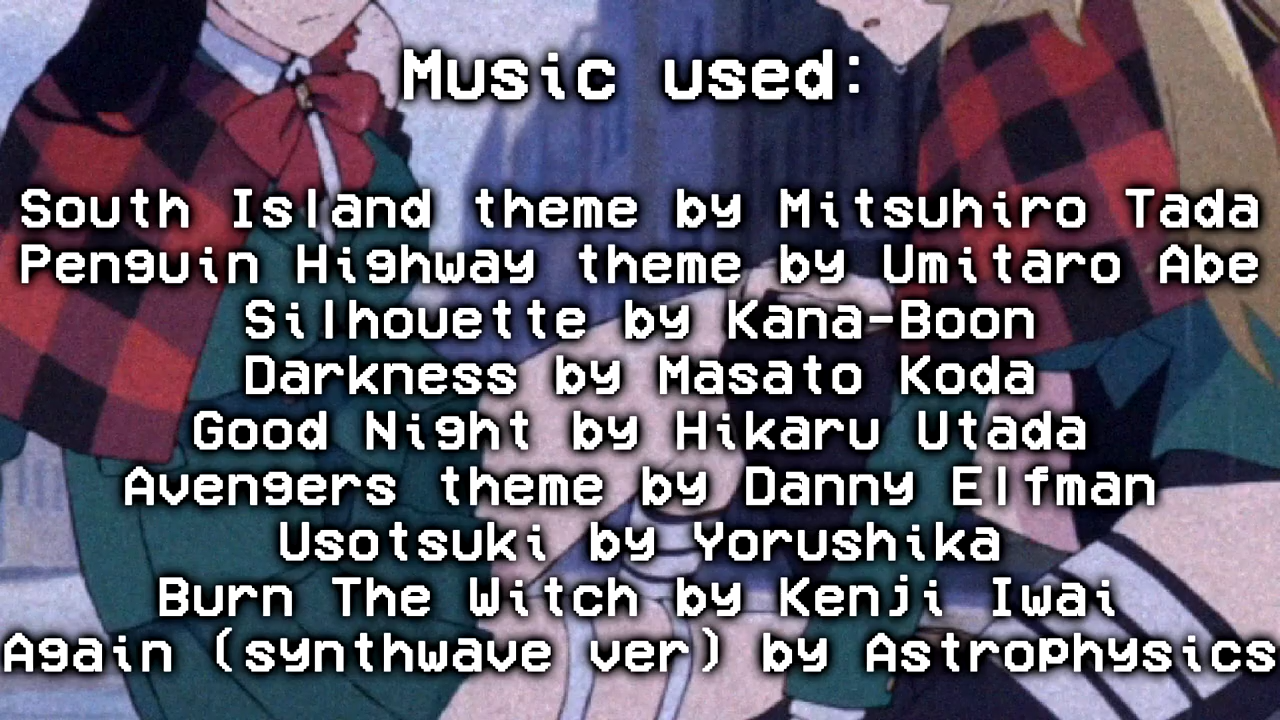 Music used:
South Island theme by Mitsuhiro Tada
Penguin Highway theme by Umitaro Abe
Silhouette by Kana-Boon
Darkness by Masato Koda
Good Night by Hikaru Utada
Avengers theme by Danny Elfman
Usotsuki by Yorushika
Burn The Witch by Kenji Iwai
Again (synthwave ver) by Astrophysics